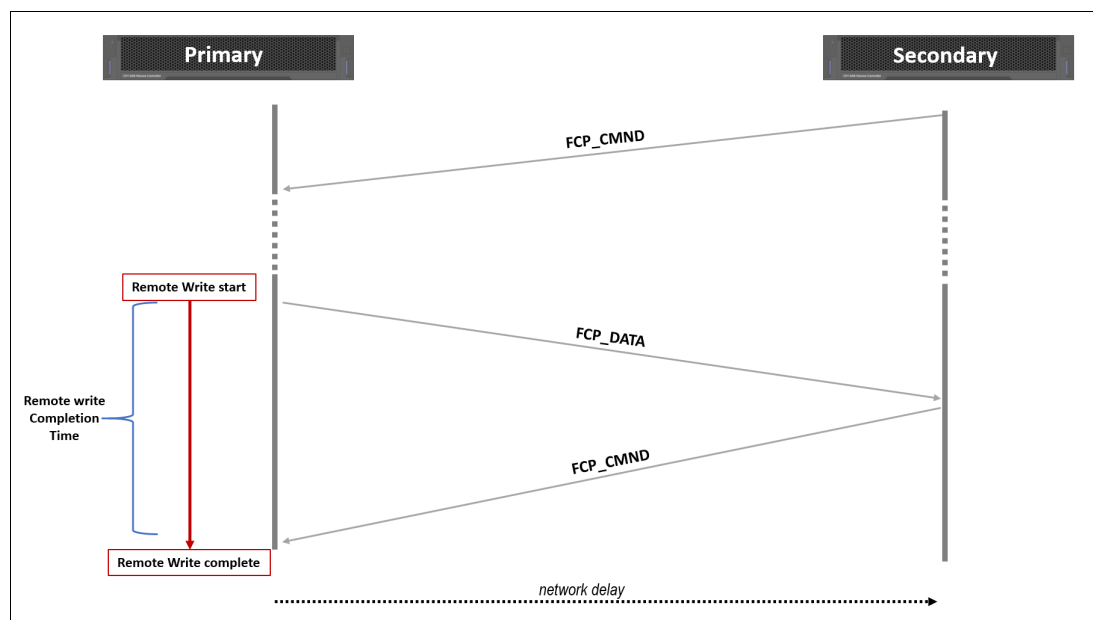 Primary
Secondary
FCP_CMND
Remote Write start
FCP_DATA
Remote write
Completion
Time
FCP_CMND
Remote Write complete
network delay